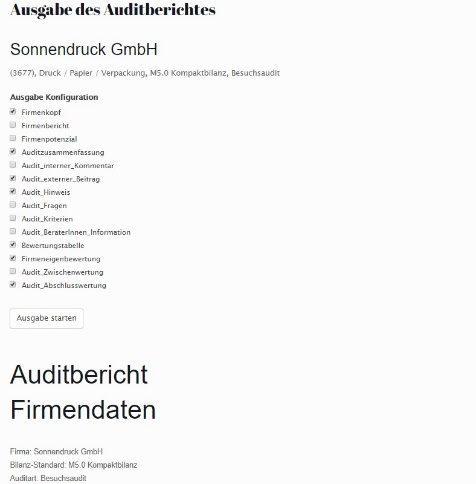 Ausgabe des Auditberichtes
Sonnendruck GmbH
(3677), Druck / Papier / Verpackung, M5.0 Kompaktbilanz, Besuchsaudit
Ausgabe Konfiguration
Firmenkopf
Firmenbericht
Firmenpotenzial
Auditzusammenfassung
Audit_interner_Kommentar
Audit_externer_Beitrag
Audit_Hinweis
Audit_Fragen
Audit_Kriterien
Audit_BeraterInnen_Information
Bewertungstabelle
Firmeneigenbewertung
Audit_Zwischenwertung
Audit_Abschlusswertung
Ausgabe starten
Auditbericht
Firmendaten
Firma: Sonnendruck GmbH
Bilanz-Standard: M5.0 Kompaktbilanz
Auditart: Besuchsaudit